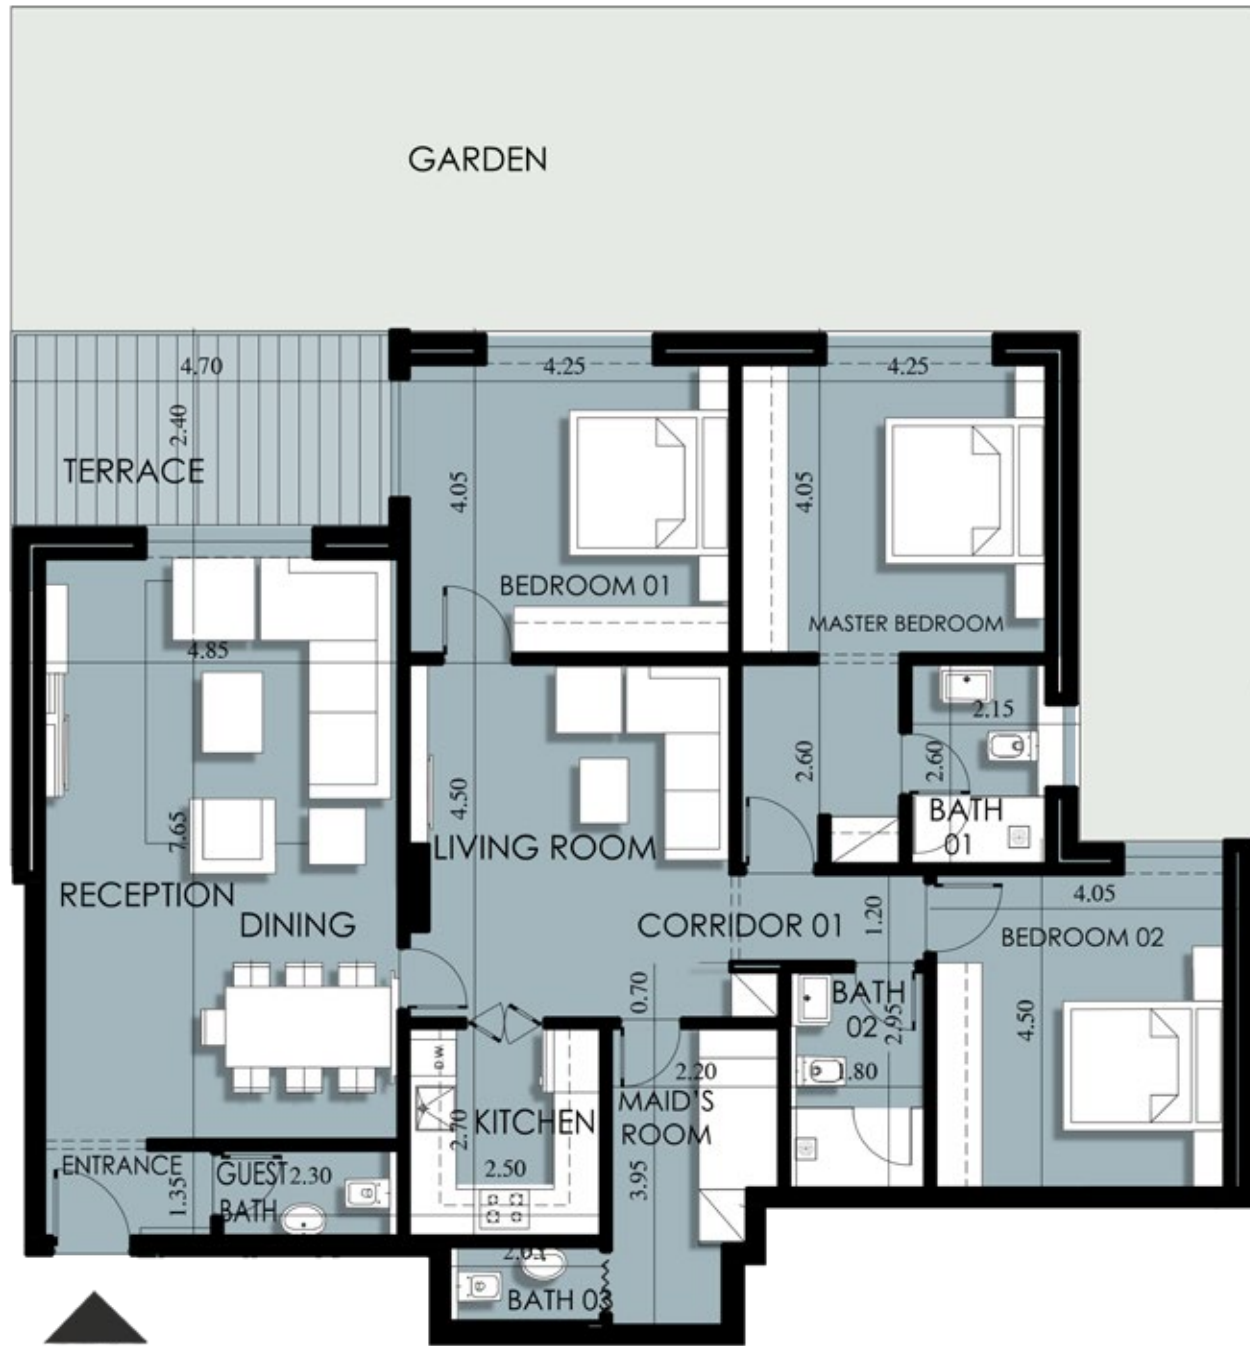 GARDEN
4.70
4.25
4.25
2.40
TERRACE
4.05
4.05
BEDROOM 01
MASTER BEDROOM
4.85
2.15
2.60
2.60
4.50
7.65
BATH
01
LIVING ROOM
RECEPTION
DINING
CORRIDOR 01
1.20
4.05
BEDROOM 02
0.70
BATH
02
2.95
4.50
DW
2.20
1.80
MAID'S
ROOM
KITCHEN
2.70
2.50
3.95
ENTRANCE
GUEST
BATH
2.30
1.35
BATH 03